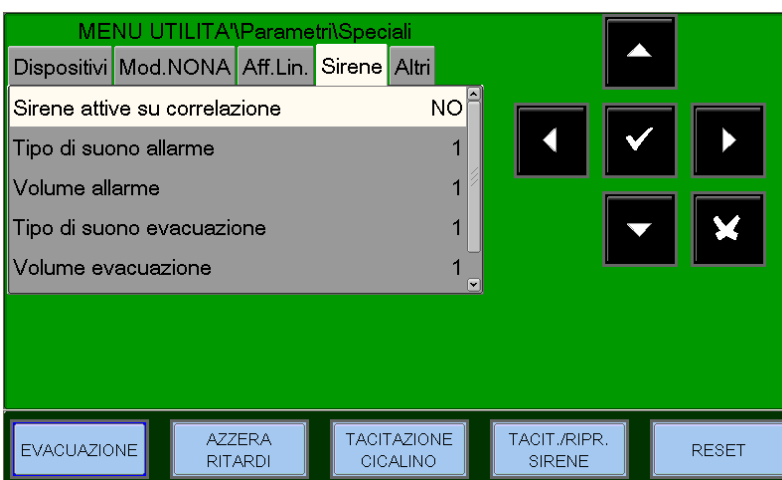 MENU UTILITA'\Parametri\Speciali
Dispositivi Mod.NONA Aff.Lin. Sirene Altri
Sirene attive su correlazione NO
Tipo di suono allarme 1
Volume allarme 1
Tipo di suono evacuazione 1
Volume evacuazione 1
EVACUAZIONE
AZZERA
RITARDI
TACITAZIONE
CICALINO
TACIT./RIPR.
SIRENE
RESET